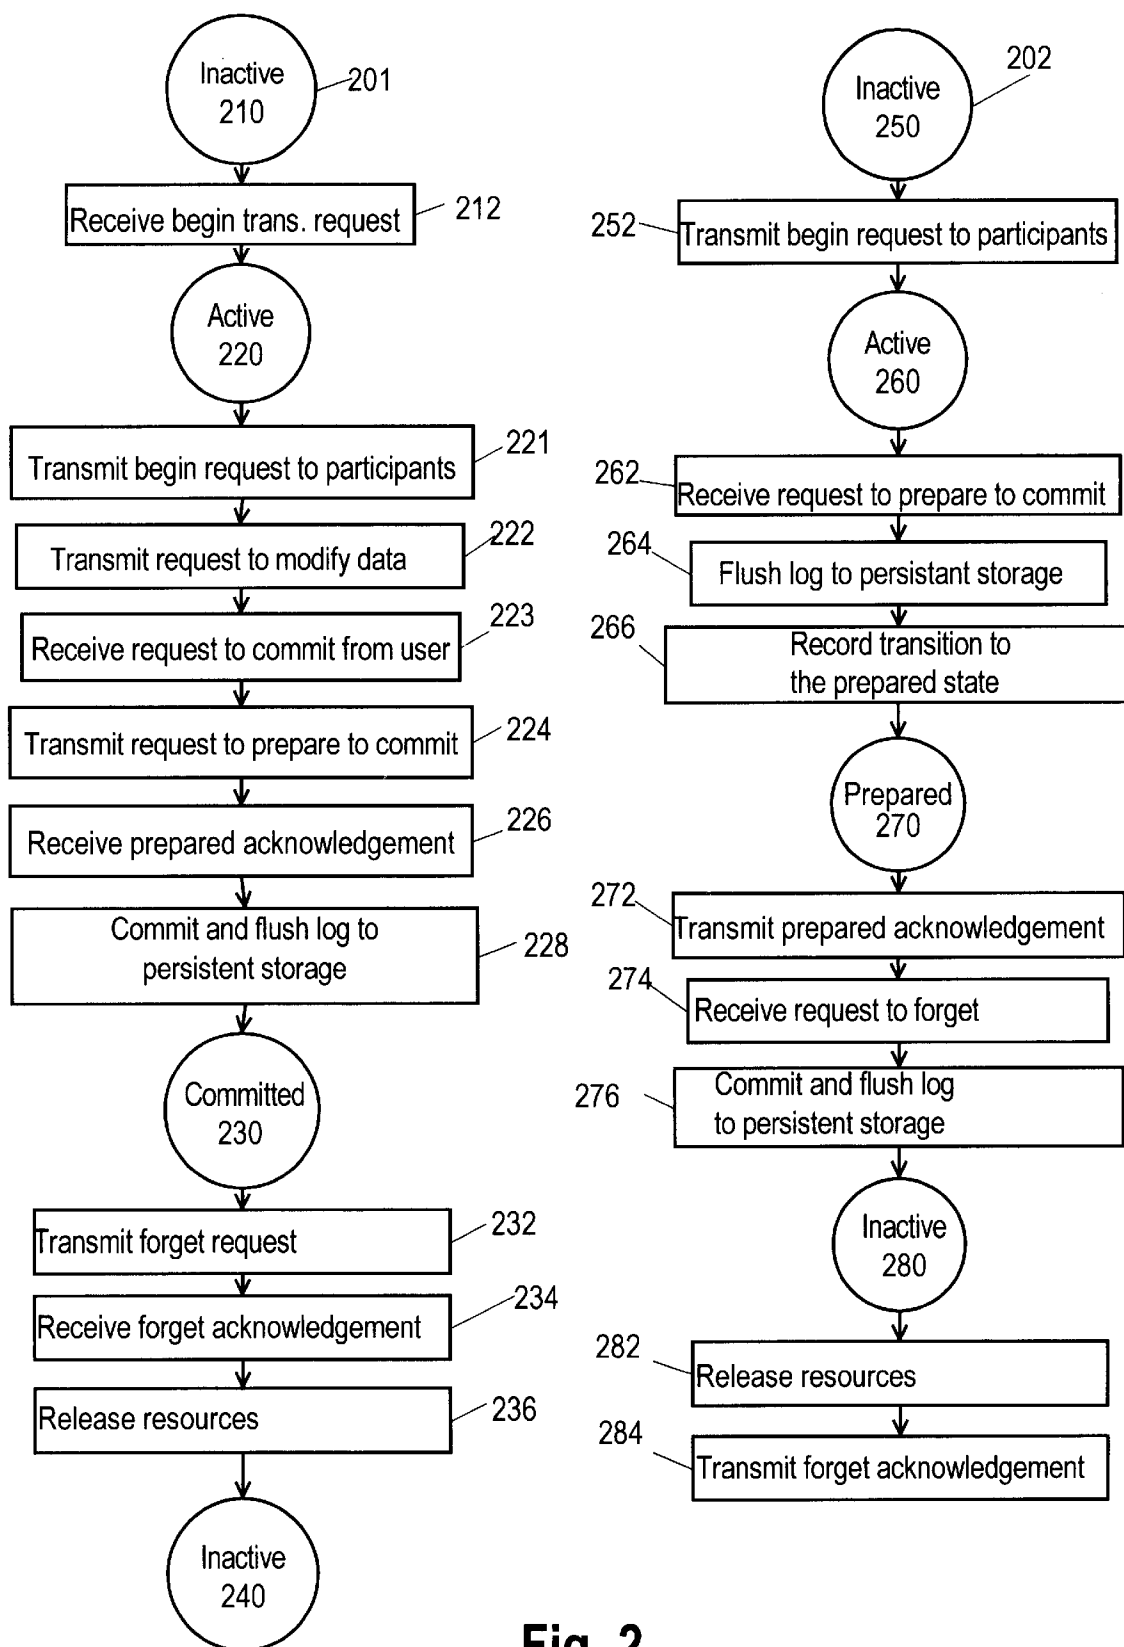 Inactive
210
201
Receive begin trans. request
212
Active
220
Transmit begin request to participants
221
Transmit request to modify data
222
Receive request to commit from user
223
Transmit request to prepare to commit
224
Receive prepared acknowledgement
226
Commit and flush log to
persistent storage
228
Committed
230
Transmit forget request
232
Receive forget acknowledgement
234
Release resources
236
Inactive
240
Inactive
250
202
252
Transmit begin request to participants
Active
260
262
Receive request to prepare to commit
264
Flush log to persistant storage
266
Record transition to
the prepared state
Prepared
270
272
Transmit prepared acknowledgement
274
Receive request to forget
276
Commit and flush log
to persistent storage
Inactive
280
282
Release resources
284
Transmit forget acknowledgement
Fig. 2